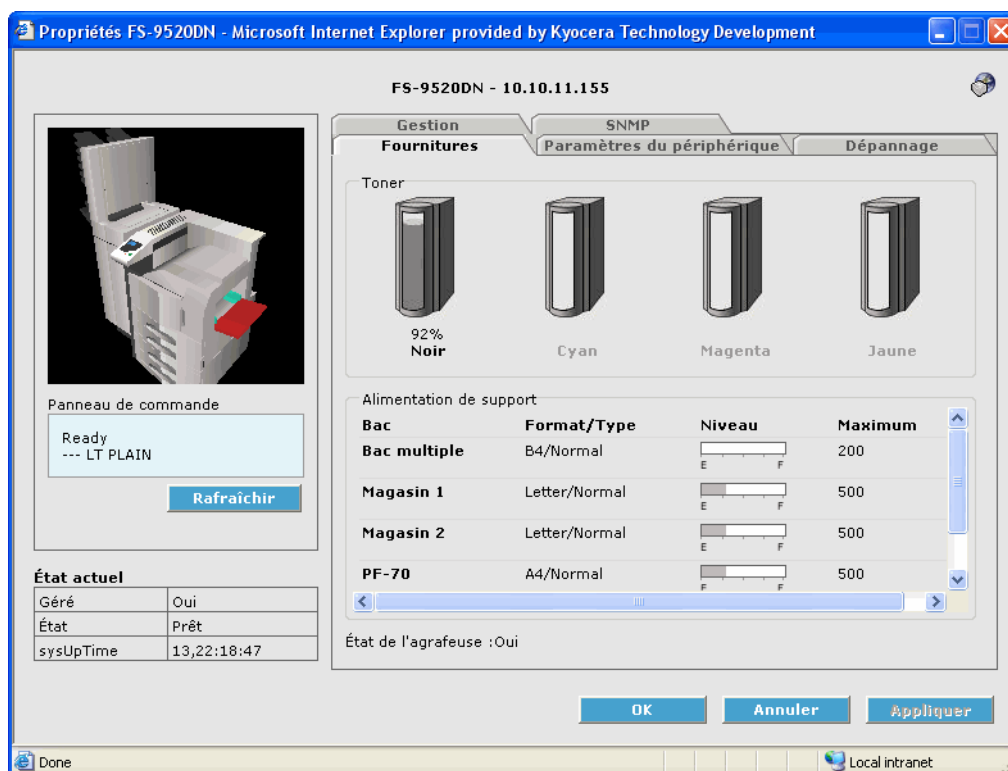 Propriétés FS-9520DN - Microsoft Internet Explorer provided by Kyocera Technology Development
FS-9520DN - 10.10.11.155
Gestion SNMP
Fournitures Paramètres du périphérique Dépannage
Toner
92%
Noir Cyan Magenta Jaune
Panneau de commande
Ready
--- LT PLAIN
Rafraîchir
Alimentation de support
Bac Format/Type Niveau Maximum
Bac multiple B4/Normal 200
E F
Magasin 1 Letter/Normal 500
E F
Magasin 2 Letter/Normal 500
E F
PF-70 A4/Normal 500
E F
État actuel
Géré Oui
État Prêt
sysUpTime 13,22:18:47
État de l'agrafeuse :Oui
OK Annuler Appliquer
Done Local intranet